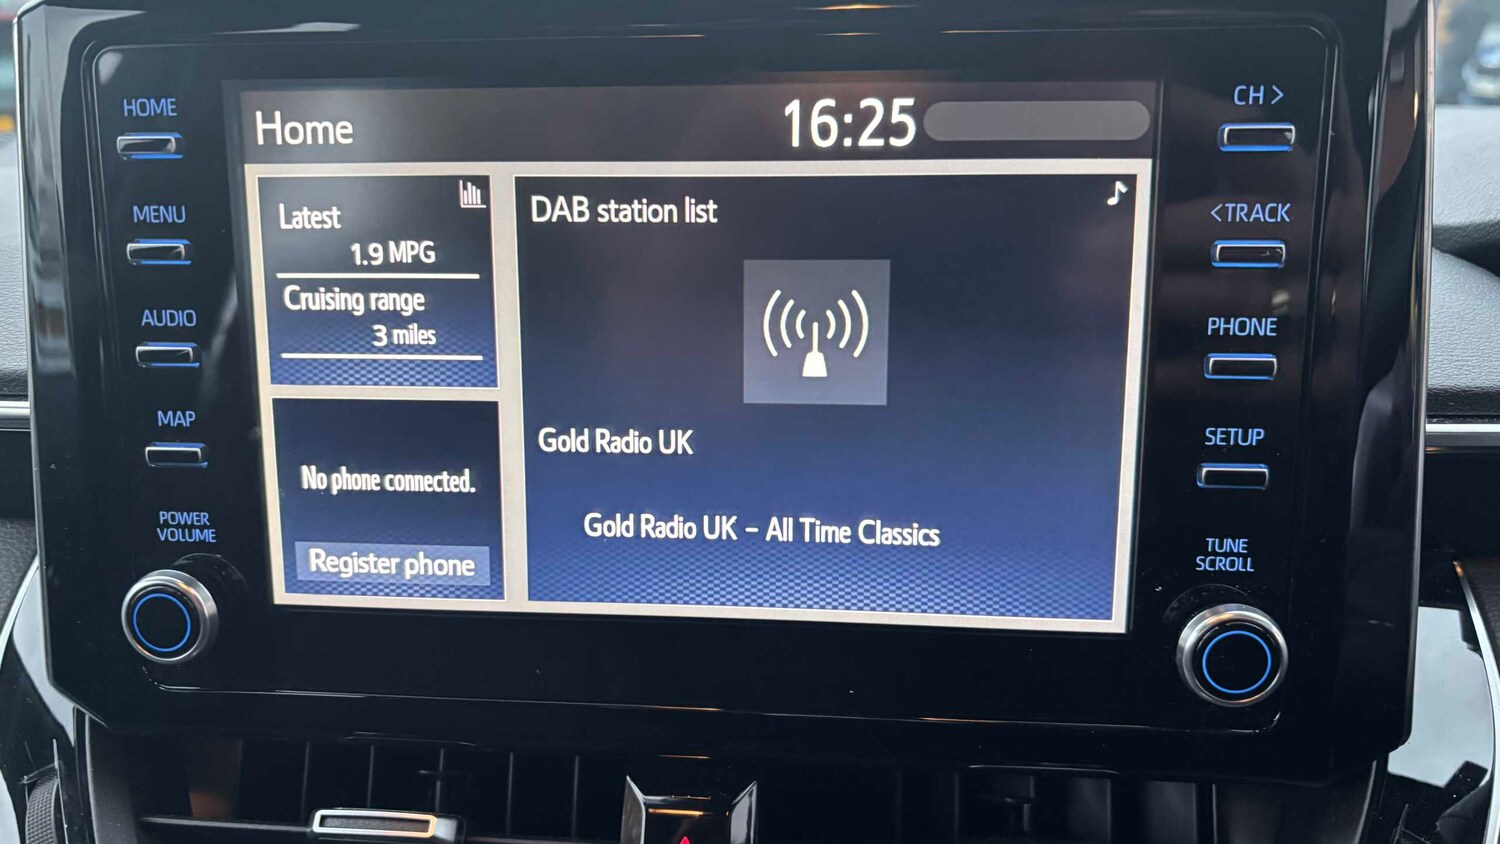 HOME
MENU
AUDIO
MAP
POWER
VOLUME
Home
16:25
Latest
1.9 MPG
Cruising range
3 miles
No phone connected.
Register phone
DAB station list
Gold Radio UK
Gold Radio UK – All Time Classics
CH >
<TRACK
PHONE
SETUP
TUNE
SCROLL